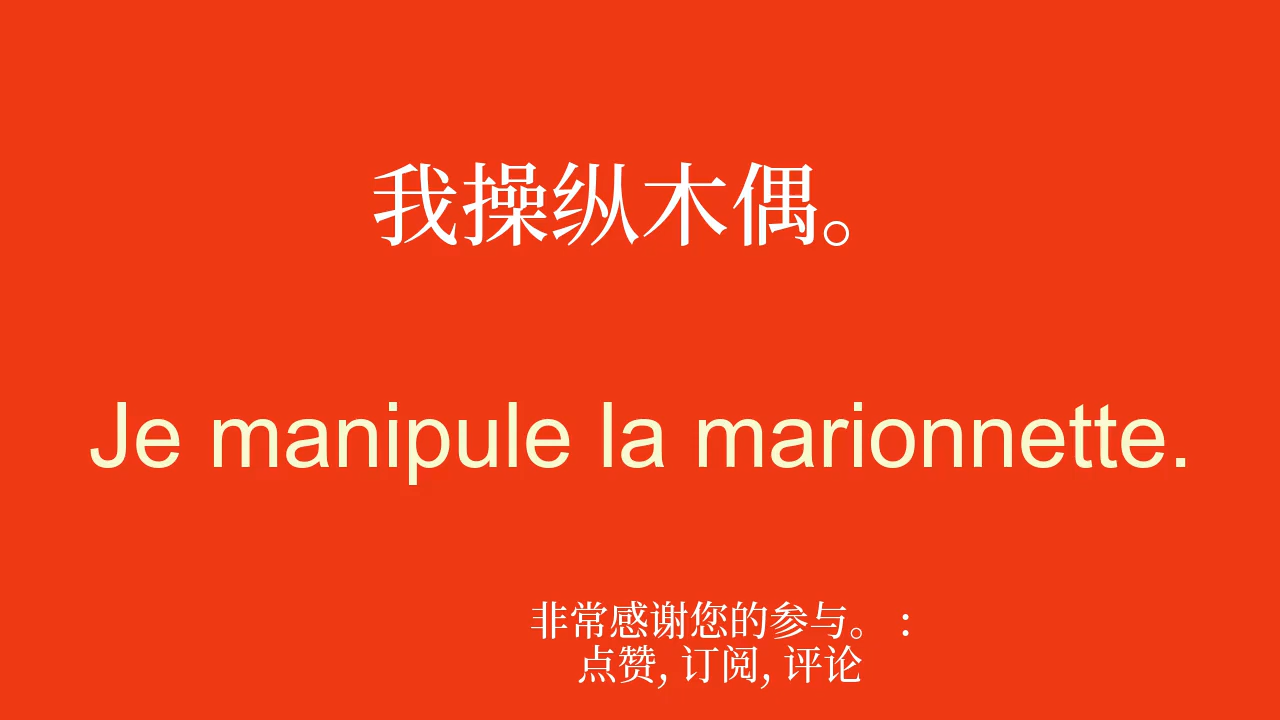 我操纵木偶。
Je manipule la marionnette.
非常感谢您的参与。 :
点赞, 订阅, 评论